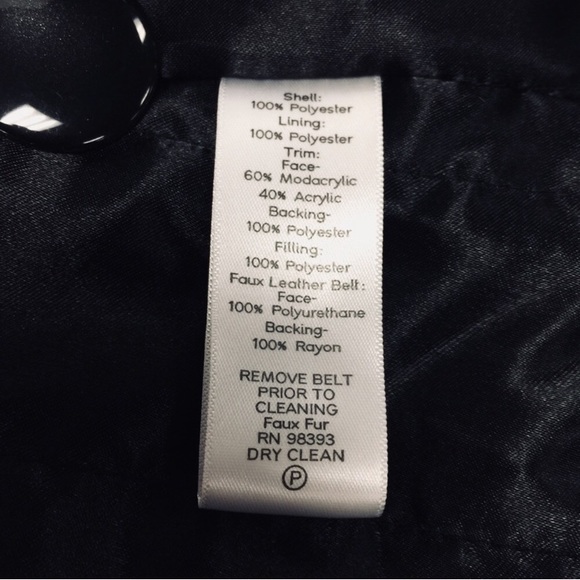 Shell:
100% Polyester
Lining:
100% Polyester
Trim:
Face-
60% Modacrylic
40% Acrylic
Backing-
100% Polyester
Filling:
100% Polyester
Faux Leather Belt:
Face-
100% Polyurethane
Backing-
100% Rayon
REMOVE BELT
PRIOR TO
CLEANING
Faux Fur
RN 98393
DRY CLEAN
P